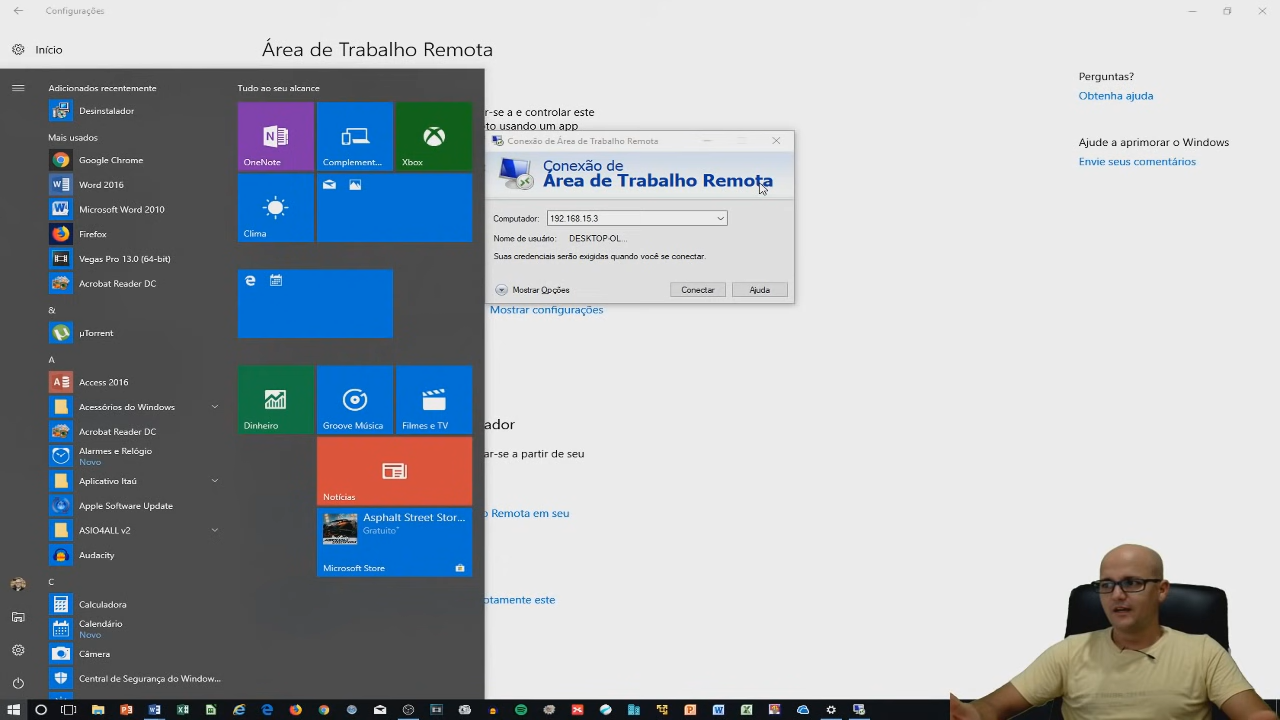 Configurações
Início
Área de Trabalho Remota
Perguntas?
Obtenha ajuda
Ajude a aprimorar o Windows
Envie seus comentários
Adicionados recentemente
Desinstalador
Mais usados
Google Chrome
Word 2016
Microsoft Word 2010
Firefox
Vegas Pro 13.0 (64-bit)
Acrobat Reader DC
&
µTorrent
A
Access 2016
Acessórios do Windows
Acrobat Reader DC
Alarmes e Relógio
Novo
Aplicativo Itaú
Apple Software Update
ASIO4ALL v2
Audacity
C
Calculadora
Calendário
Novo
Câmera
Central de Segurança do Window...
Tudo ao seu alcance
OneNote
Complement...
Xbox
Clima
Dinheiro
Groove Música
Filmes e TV
Notícias
Asphalt Street Stor...
Gratuito*
Microsoft Store
r-se a e controlar este
oto usando um app
Conexão de Área de Trabalho Remota
Conexão de
Área de Trabalho Remota
Computador: 192.168.15.3
Nome de usuário: DESKTOP-OL...
Suas credenciais serão exigidas quando você se conectar.
Mostrar Opções
Conectar
Ajuda
Mostrar configurações
ador
ar-se a partir de seu
o Remota em seu
otamente este